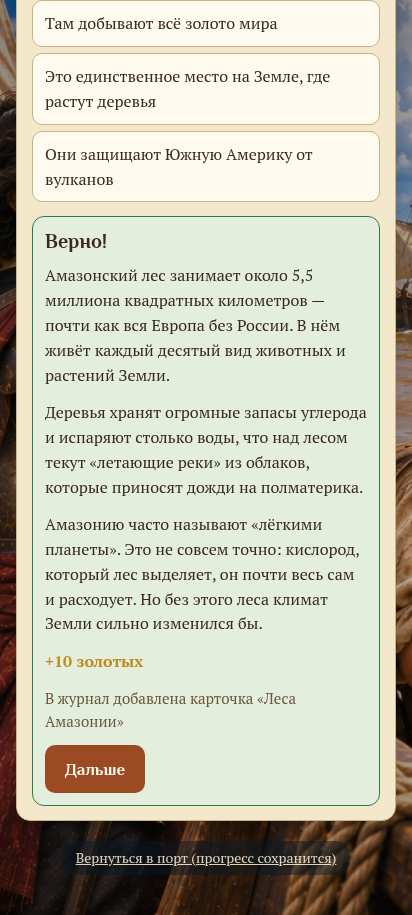 Там добывают всё золото мира
Это единственное место на Земле, где
растут деревья
Они защищают Южную Америку от
вулканов
Верно!
Амазонский лес занимает около 5,5
миллиона квадратных километров —
почти как вся Европа без России. В нём
живёт каждый десятый вид животных и
растений Земли.
Деревья хранят огромные запасы углерода
и испаряют столько воды, что над лесом
текут «летающие реки» из облаков,
которые приносят дожди на полматерика.
Амазонию часто называют «лёгкими
планеты». Это не совсем точно: кислород,
который лес выделяет, он почти весь сам
и расходует. Но без этого леса климат
Земли сильно изменился бы.
+10 золотых
В журнал добавлена карточка «Леса
Амазонии»
Дальше
Вернуться в порт (прогресс сохранится)